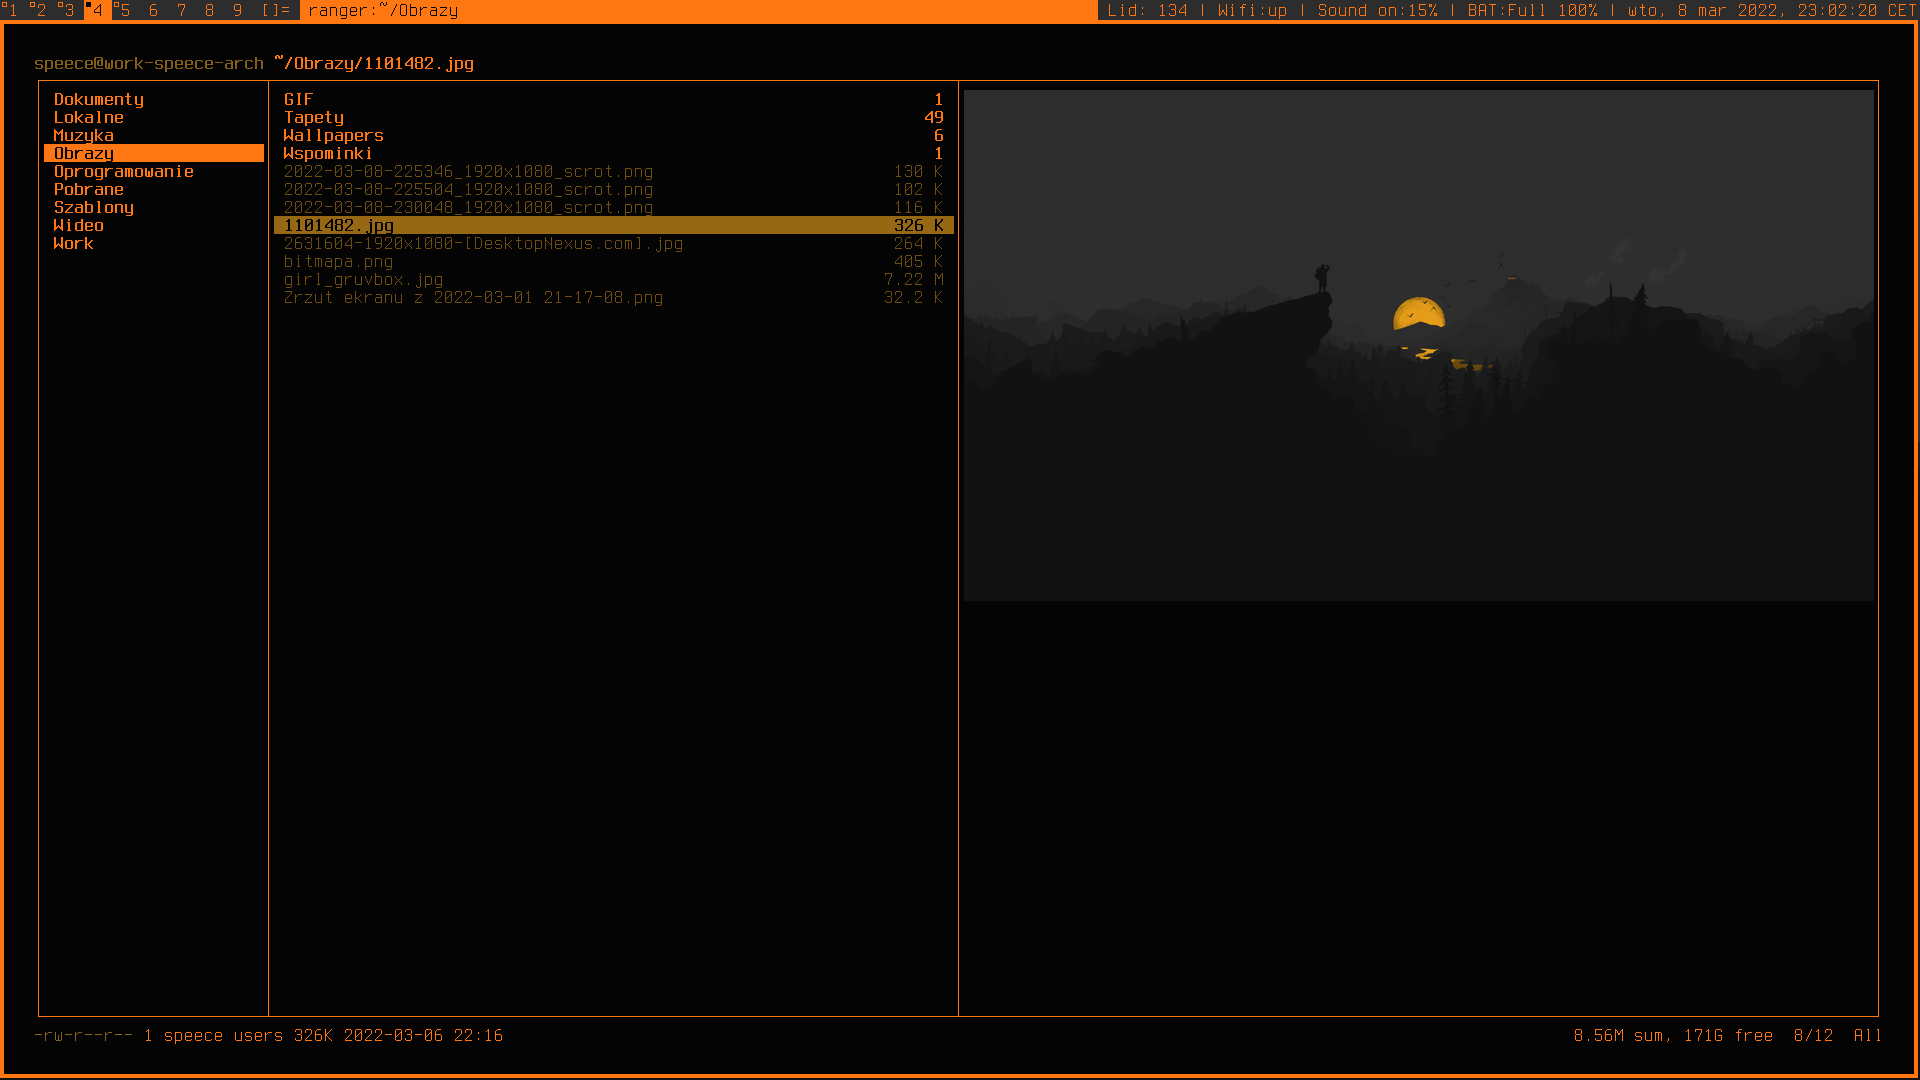 1 2 3 4 5 6 7 8 9 []= ranger:~/Obrazy Lid: 134 | Wifi:up | Sound on:15% | BAT:Full 100% | wto, 8 mar 2022, 23:02:20 CET
speece@work-speece-arch ~/Obrazy/1101482.jpg
Dokumenty
Lokalne
Muzyka
Obrazy
Oprogramowanie
Pobrane
Szablony
Wideo
Work
GIF 1
Tapety 49
Wallpapers 6
Wspominki 1
2022-03-08-225346_1920x1080_scrot.png 130 K
2022-03-08-225504_1920x1080_scrot.png 102 K
2022-03-08-230048_1920x1080_scrot.png 116 K
1101482.jpg 326 K
2631604-1920x1080-[DesktopNexus.com].jpg 264 K
bitmapa.png 405 K
girl_gruvbox.jpg 7.22 M
Zrzut ekranu z 2022-03-01 21-17-08.png 32.2 K
-rw-r--r-- 1 speece users 326K 2022-03-06 22:16 8.56M sum, 171G free 8/12 All